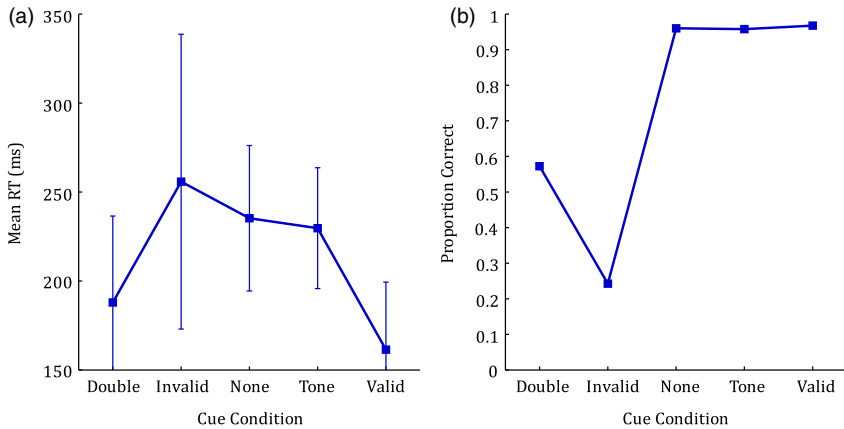 (a)
350
300
250
200
150
Mean RT (ms)
Double Invalid None Tone Valid
Cue Condition
(b)
1
0.9
0.8
0.7
0.6
0.5
0.4
0.3
0.2
0.1
0
Proportion Correct
Double Invalid None Tone Valid
Cue Condition